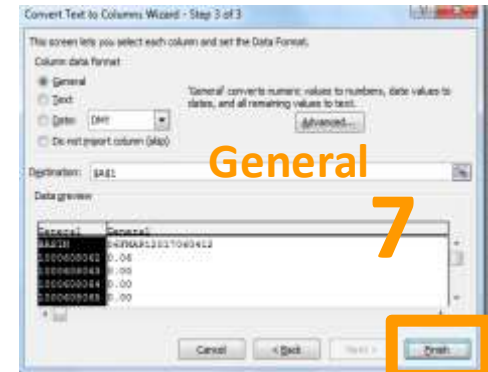 Convert Text to Columns Wizard - Step 3 of 3
This screen lets you select each column and set the Data Format.
Column data format
General
Text
Date: DMY
Do not import column (skip)
'General' converts numeric values to numbers, date values to dates, and all remaining values to text.
Advanced...
General
Destination: $A$1
7
Data preview
General General
0.06
0.00
0.00
0.00
Cancel < Back Next > Finish